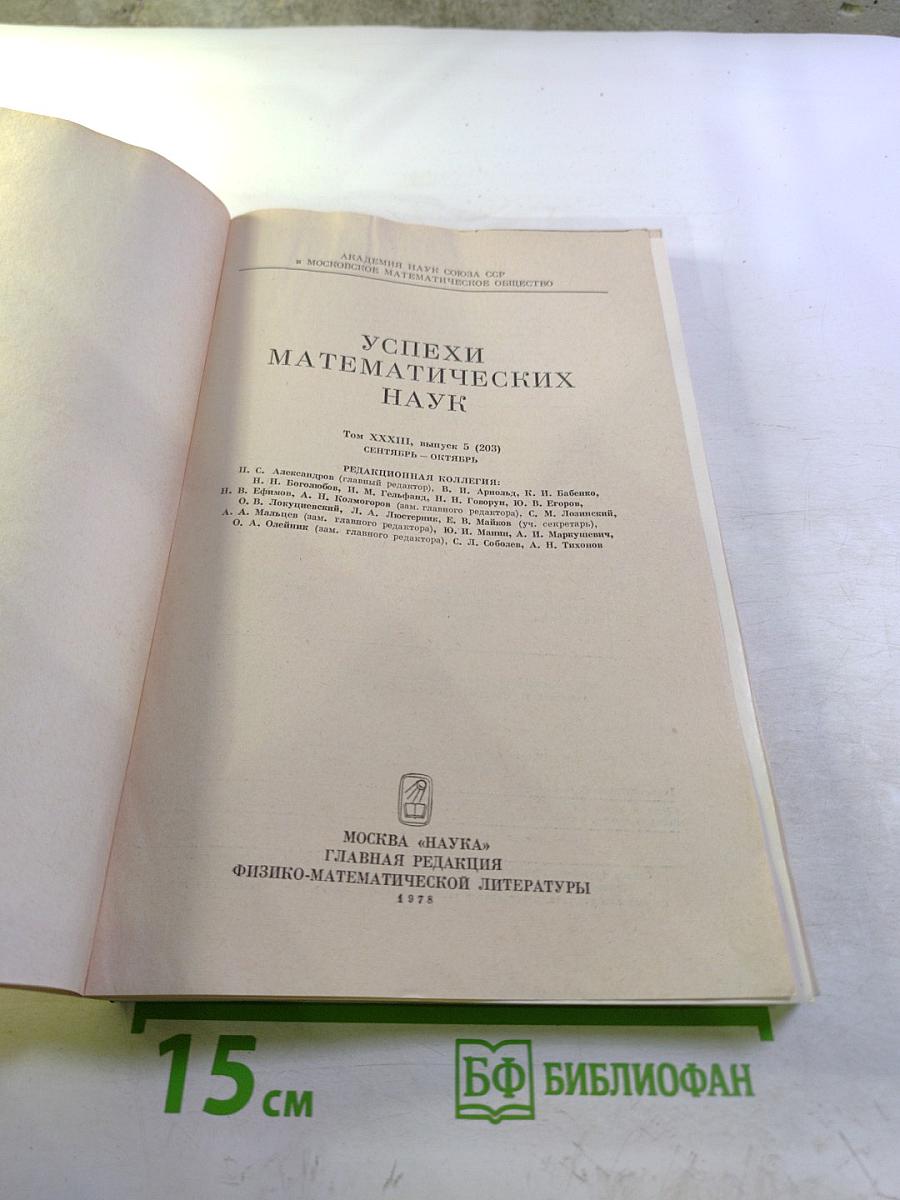 АКАДЕМИЯ НАУК СОЮЗА ССР
и МОСКОВСКОЕ МАТЕМАТИЧЕСКОЕ ОБЩЕСТВО
УСПЕХИ
МАТЕМАТИЧЕСКИХ
НАУК
Том XXXIII, выпуск 5 (203)
СЕНТЯБРЬ — ОКТЯБРЬ
РЕДАКЦИОННАЯ КОЛЛЕГИЯ:
П. С. Александров (главный редактор), В. И. Арнольд, К. И. Бабенко,
Н. Н. Боголюбов, И. М. Гельфанд, Н. Н. Говорун, Ю. В. Егоров,
Н. В. Ефимов, А. Н. Колмогоров (зам. главного редактора), С. М. Лозинский,
О. В. Локуциевский, Л. А. Люстерник, Е. В. Майков (уч. секретарь),
А. А. Мальцев (зам. главного редактора), Ю. И. Манин, А. И. Маркушевич,
О. А. Олейник (зам. главного редактора), С. Л. Соболев, А. Н. Тихонов
МОСКВА «НАУКА»
ГЛАВНАЯ РЕДАКЦИЯ
ФИЗИКО-МАТЕМАТИЧЕСКОЙ ЛИТЕРАТУРЫ
1978
15 см
БФ БИБЛИОФАН